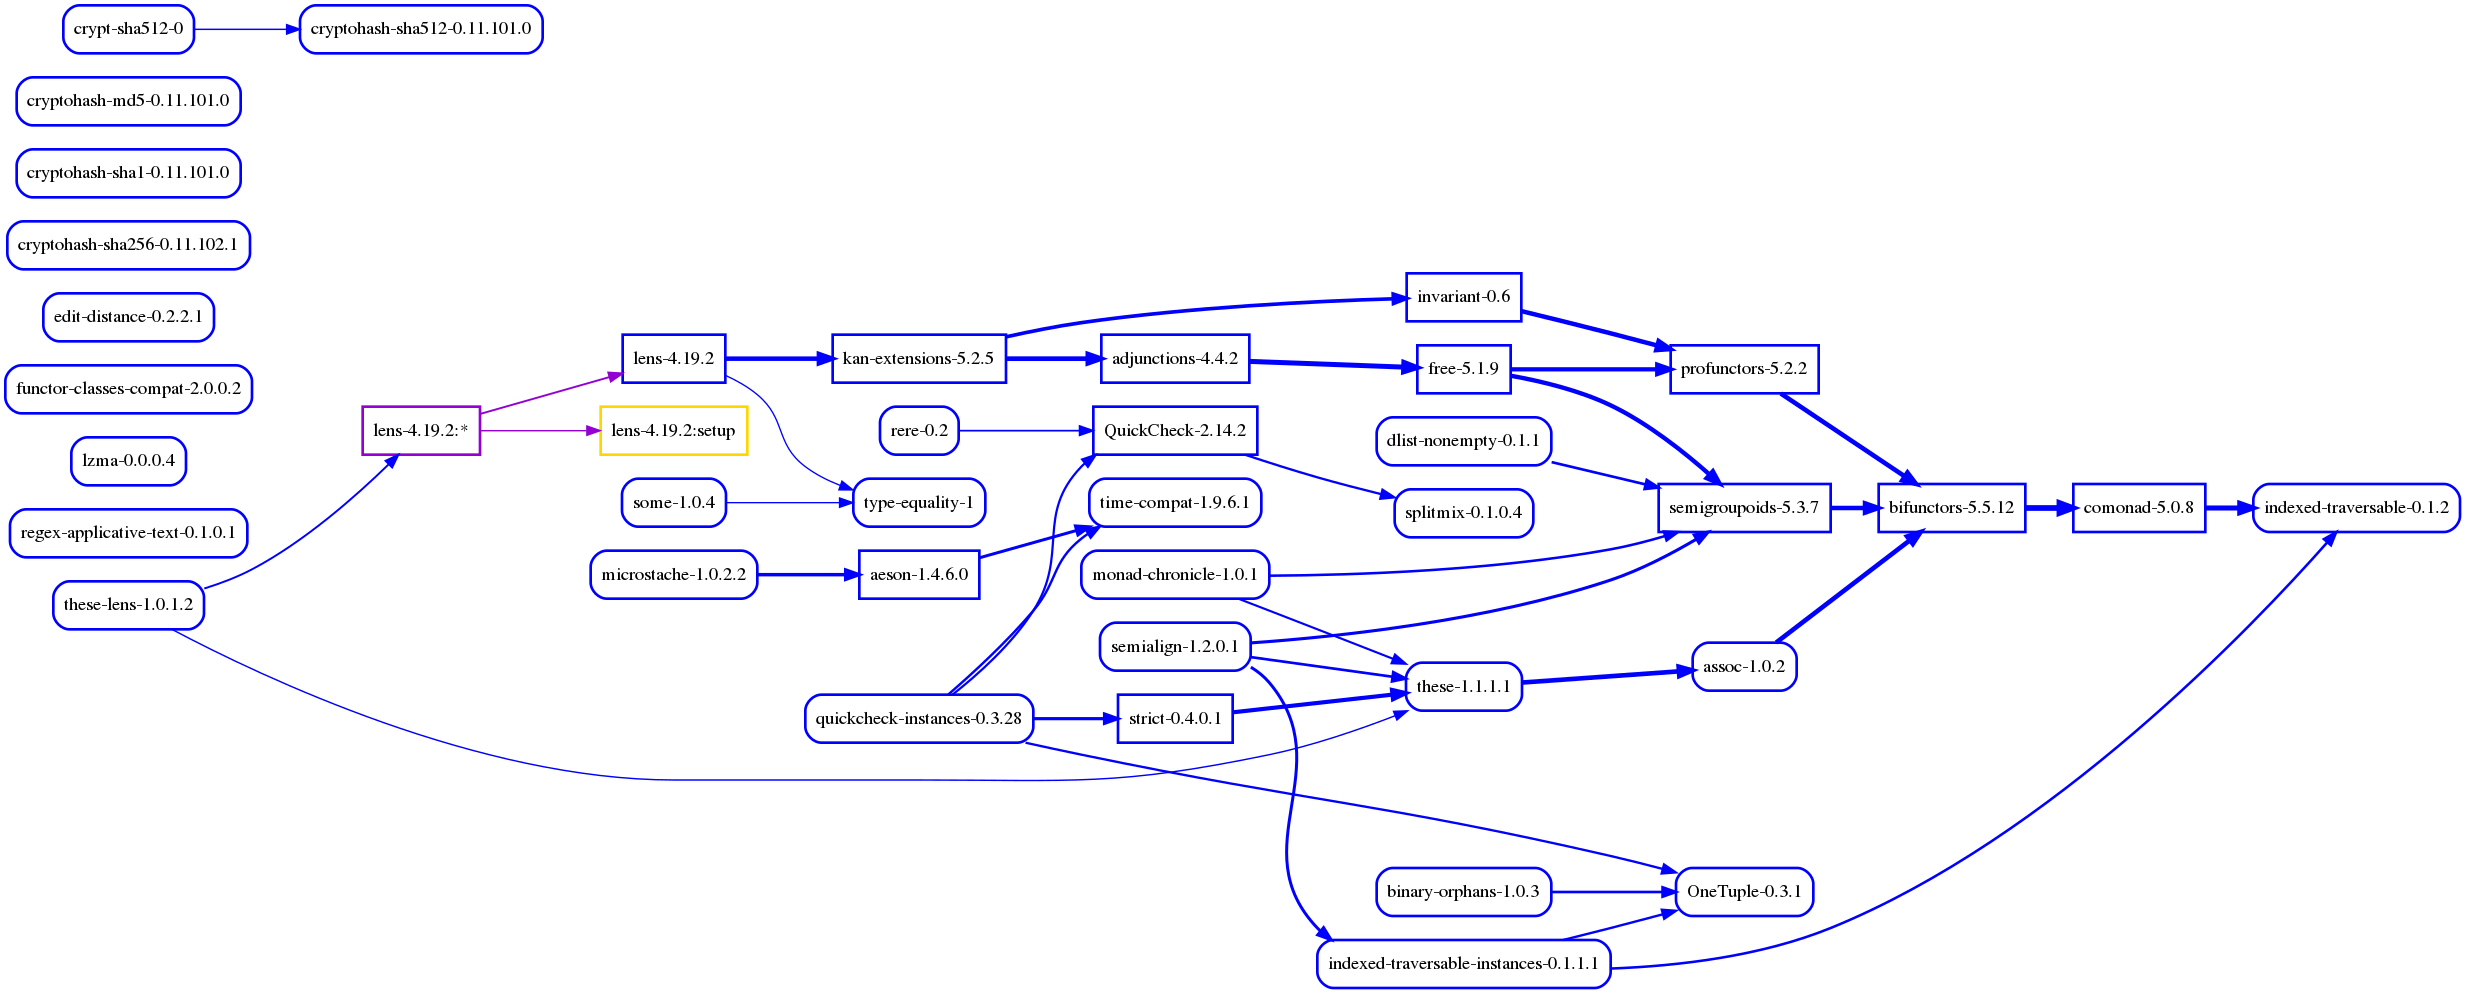 crypt-sha512-0
cryptohash-sha512-0.11.101.0
cryptohash-md5-0.11.101.0
cryptohash-sha1-0.11.101.0
cryptohash-sha256-0.11.102.1
edit-distance-0.2.2.1
functor-classes-compat-2.0.0.2
lzma-0.0.0.4
regex-applicative-text-0.1.0.1
these-lens-1.0.1.2
lens-4.19.2:*
lens-4.19.2
lens-4.19.2:setup
some-1.0.4
microstache-1.0.2.2
kan-extensions-5.2.5
rere-0.2
type-equality-1
aeson-1.4.6.0
quickcheck-instances-0.3.28
adjunctions-4.4.2
QuickCheck-2.14.2
time-compat-1.9.6.1
monad-chronicle-1.0.1
semialign-1.2.0.1
strict-0.4.0.1
invariant-0.6
free-5.1.9
dlist-nonempty-0.1.1
splitmix-0.1.0.4
these-1.1.1.1
binary-orphans-1.0.3
indexed-traversable-instances-0.1.1.1
profunctors-5.2.2
semigroupoids-5.3.7
assoc-1.0.2
OneTuple-0.3.1
bifunctors-5.5.12
comonad-5.0.8
indexed-traversable-0.1.2